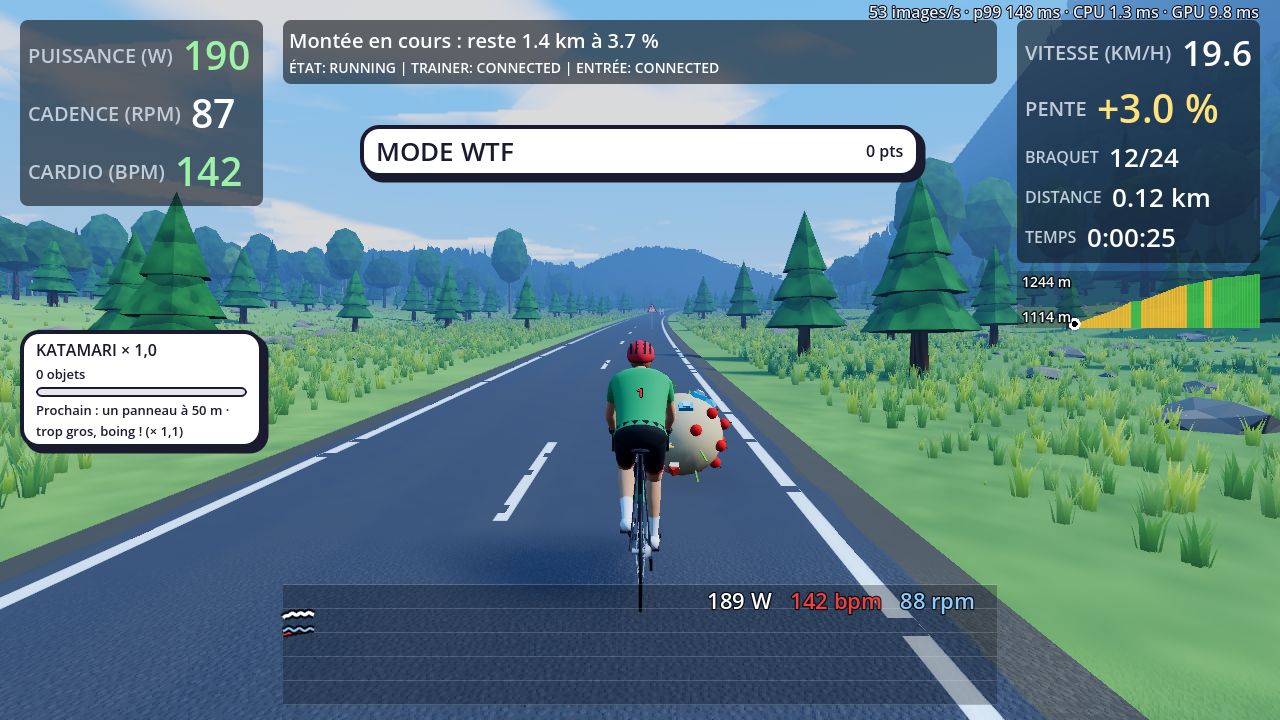 53 images/s · p99 148 ms · CPU 1.3 ms · GPU 9.8 ms
PUISSANCE (W) 190
CADENCE (RPM) 87
CARDIO (BPM) 142
Montée en cours : reste 1.4 km à 3.7 %
ÉTAT: RUNNING | TRAINER: CONNECTED | ENTRÉE: CONNECTED
MODE WTF 0 pts
VITESSE (KM/H) 19.6
PENTE +3.0 %
BRAQUET 12/24
DISTANCE 0.12 km
TEMPS 0:00:25
1244 m
1114 m
KATAMARI × 1,0
0 objets
Prochain : un panneau à 50 m ·
trop gros, boing ! (× 1,1)
1
189 W 142 bpm 88 rpm